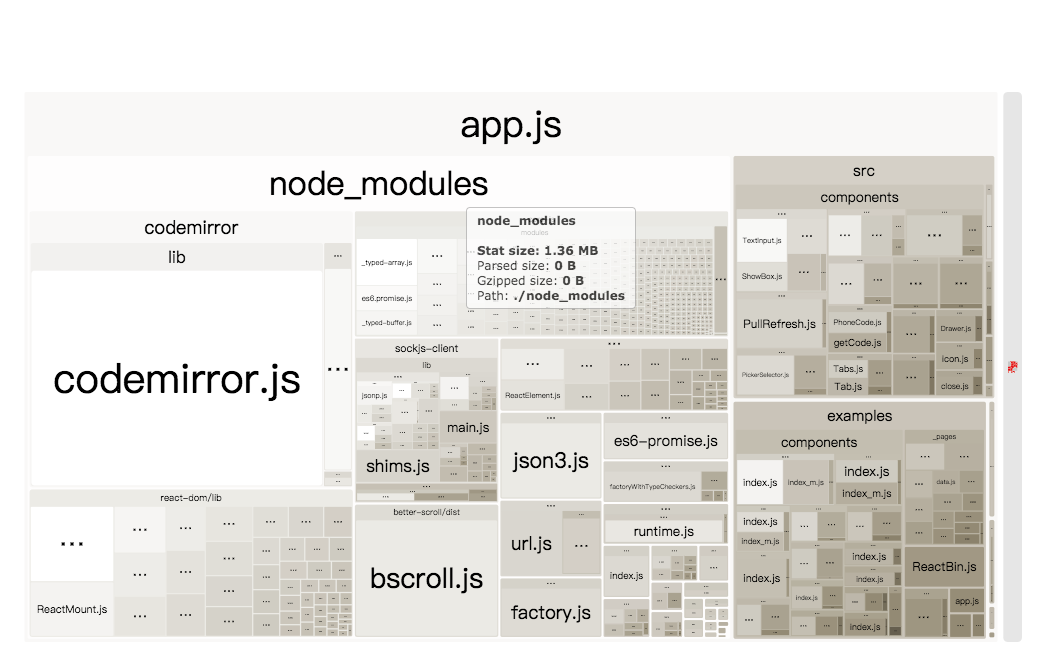 app.js
node_modules
codemirror
lib
...
codemirror.js
...
react-dom/lib
...
ReactMount.js
_typed-array.js
es6.promise.js
_typed-buffer.js
node_modules
modules
Stat size: 1.36 MB
Parsed size: 0 B
Gzipped size: 0 B
Path: ./node_modules
sockjs-client
lib
jsonp.js
main.js
shims.js
better-scroll/dist
bscroll.js
...
ReactElement.js
json3.js
es6-promise.js
factoryWithTypeCheckers.js
url.js
...
factory.js
runtime.js
index.js
src
components
TextInput.js
ShowBox.js
PullRefresh.js
PickerSelector.js
PhoneCode.js
getCode.js
Tabs.js
Tab.js
Drawer.js
icon.js
close.js
examples
components
index.js
index_m.js
index.js
index_m.js
index.js
index_m.js
index.js
index.js
index.js
index.js
index.js
_pages
data.js
ReactBin.js
app.js